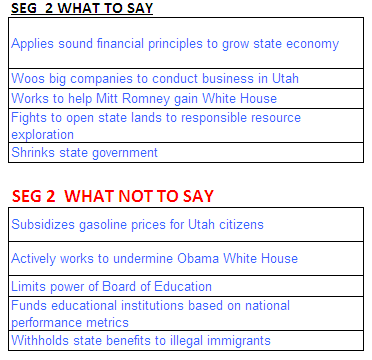 SEG 2 WHAT TO SAY
Applies sound financial principles to grow state economy
Woos big companies to conduct business in Utah
Works to help Mitt Romney gain White House
Fights to open state lands to responsible resource
exploration
Shrinks state government
SEG 2 WHAT NOT TO SAY
Subsidizes gasoline prices for Utah citizens
Actively works to undermine Obama White House
Limits power of Board of Education
Funds educational institutions based on national
performance metrics
Withholds state benefits to illegal immigrants